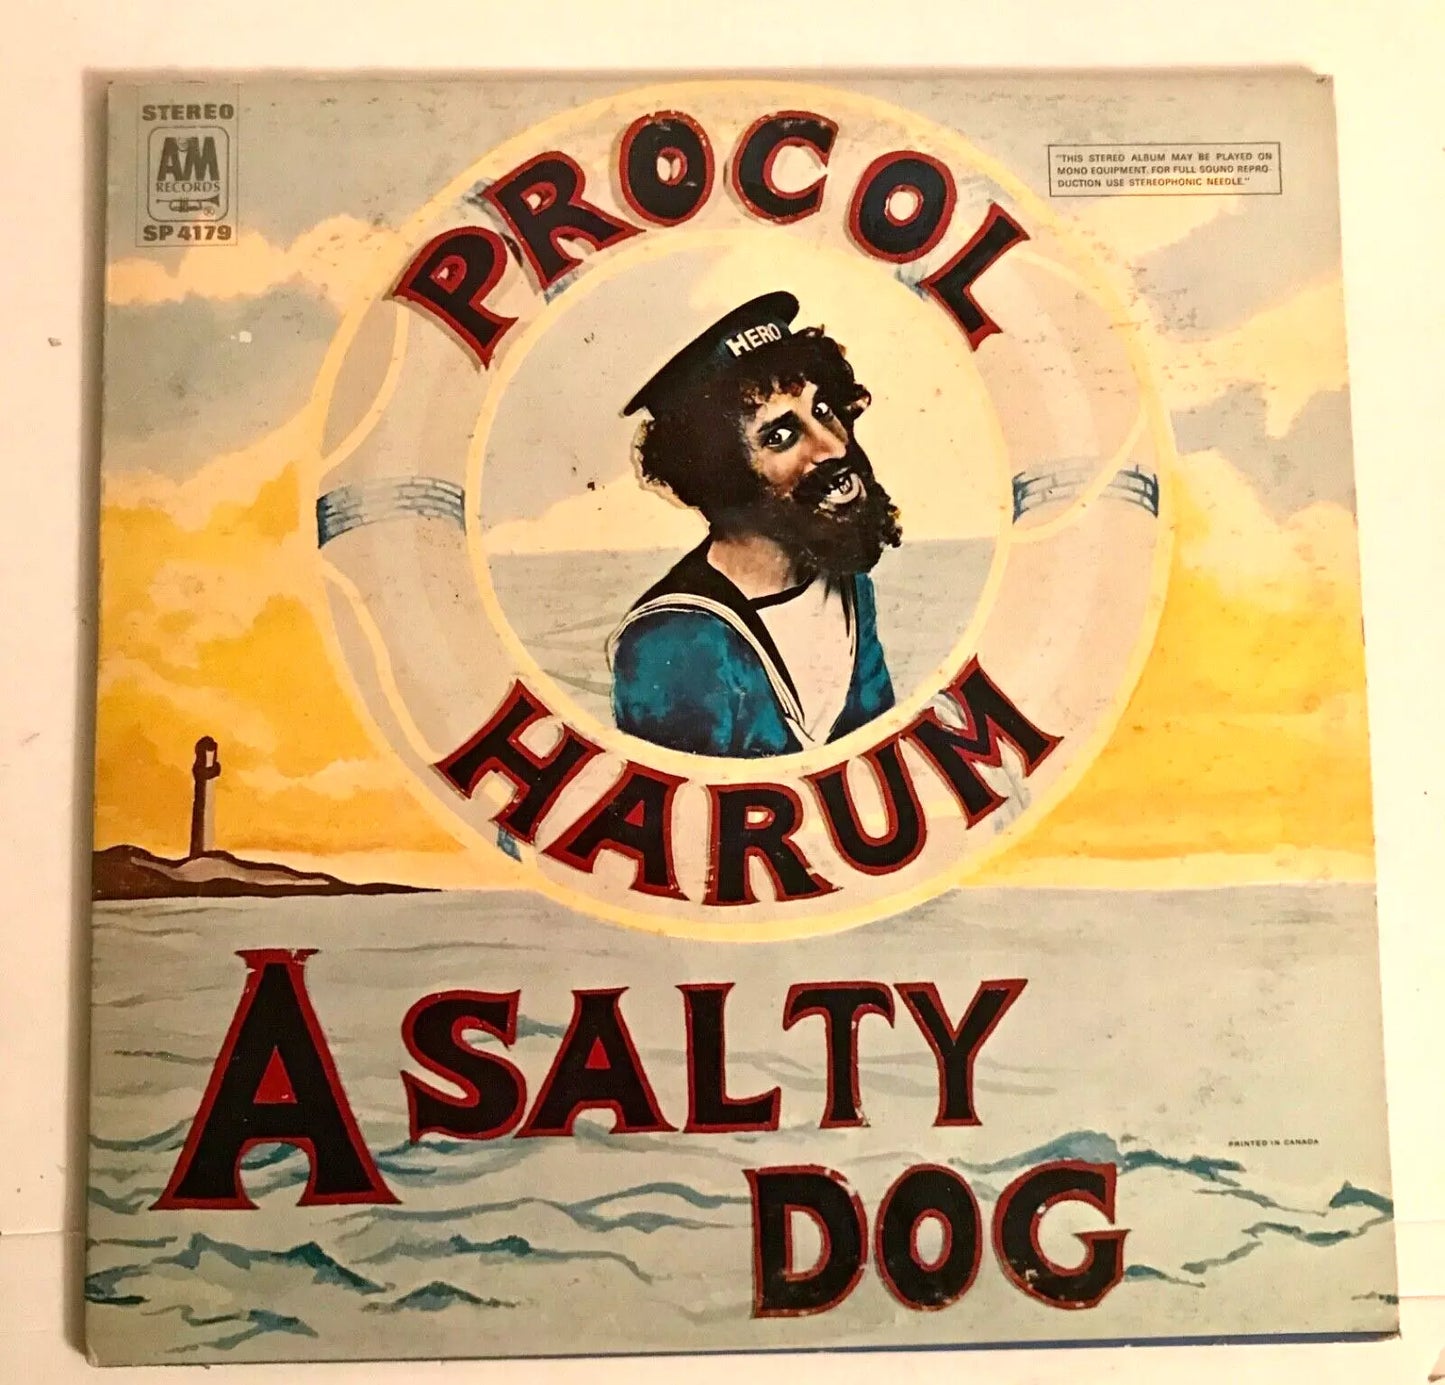 STEREO
A&M
RECORDS
®
SP 4179
"THIS STEREO ALBUM MAY BE PLAYED ON
MONO EQUIPMENT. FOR FULL SOUND REPRO-
DUCTION USE STEREOPHONIC NEEDLE."
PROCOL
HERO
HARUM
A SALTY
DOG
PRINTED IN CANADA